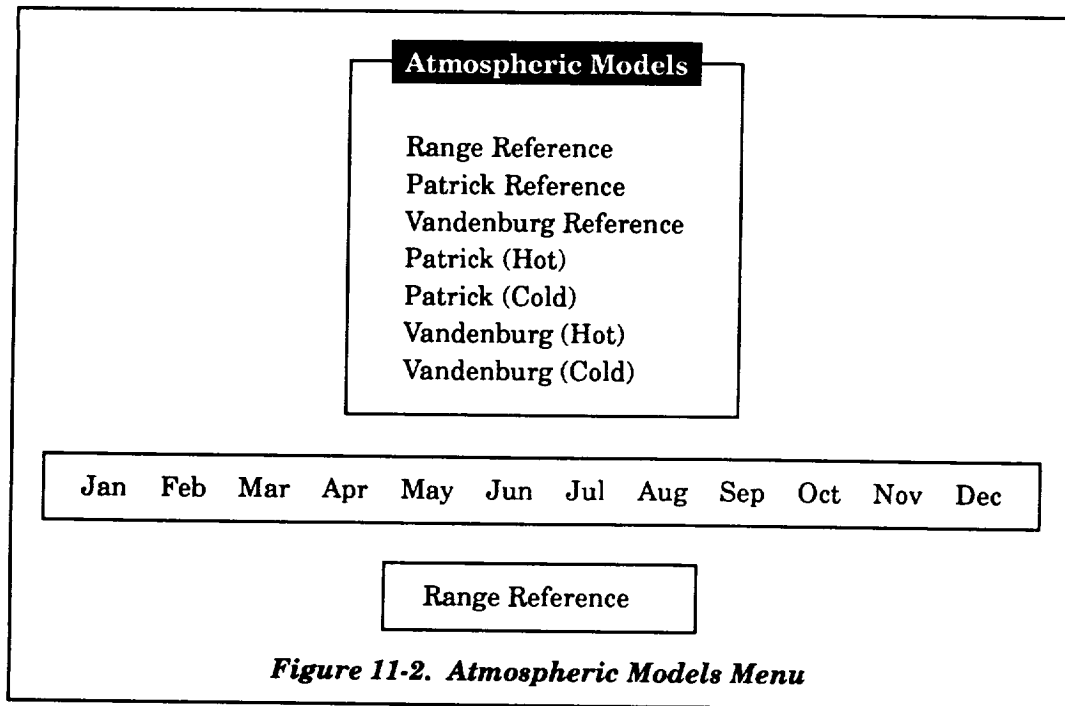 Atmospheric Models
Range Reference
Patrick Reference
Vandenburg Reference
Patrick (Hot)
Patrick (Cold)
Vandenburg (Hot)
Vandenburg (Cold)
Jan Feb Mar Apr May Jun Jul Aug Sep Oct Nov Dec
Range Reference
Figure 11-2. Atmospheric Models Menu